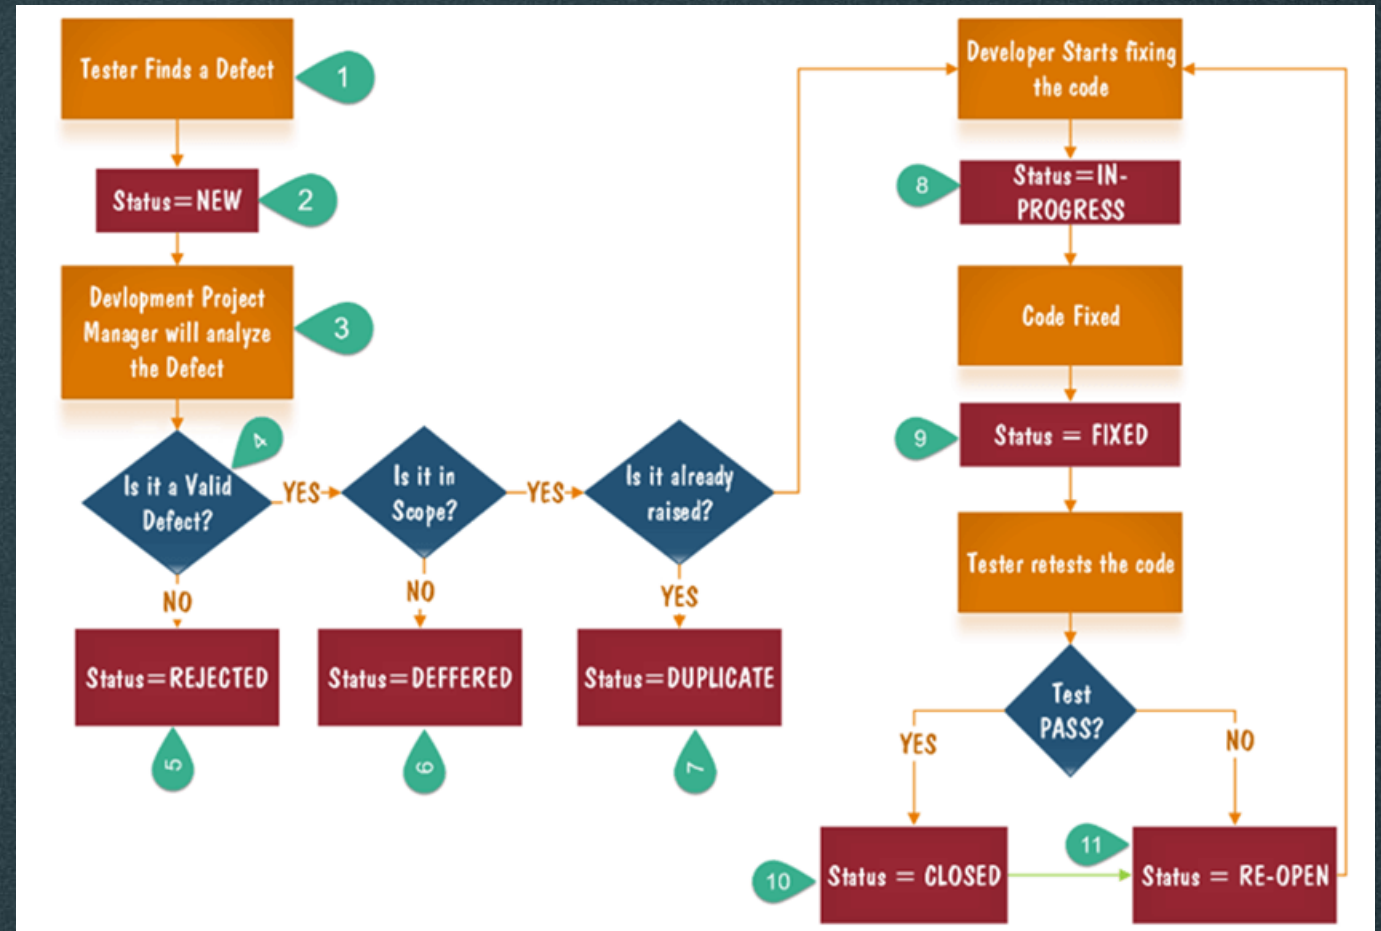 Tester Finds a Defect
1
Status=NEW
2
Devlopment Project
Manager will analyze
the Defect
3
4
Is it a Valid
Defect?
YES
Is it in
Scope?
YES
Is it already
raised?
NO
NO
YES
Status=REJECTED
Status=DEFFERED
Status=DUPLICATE
5
6
7
Developer Starts fixing
the code
8
Status=IN-
PROGRESS
Code Fixed
9
Status = FIXED
Tester retests the code
Test
PASS?
YES
NO
10
Status = CLOSED
11
Status = RE-OPEN